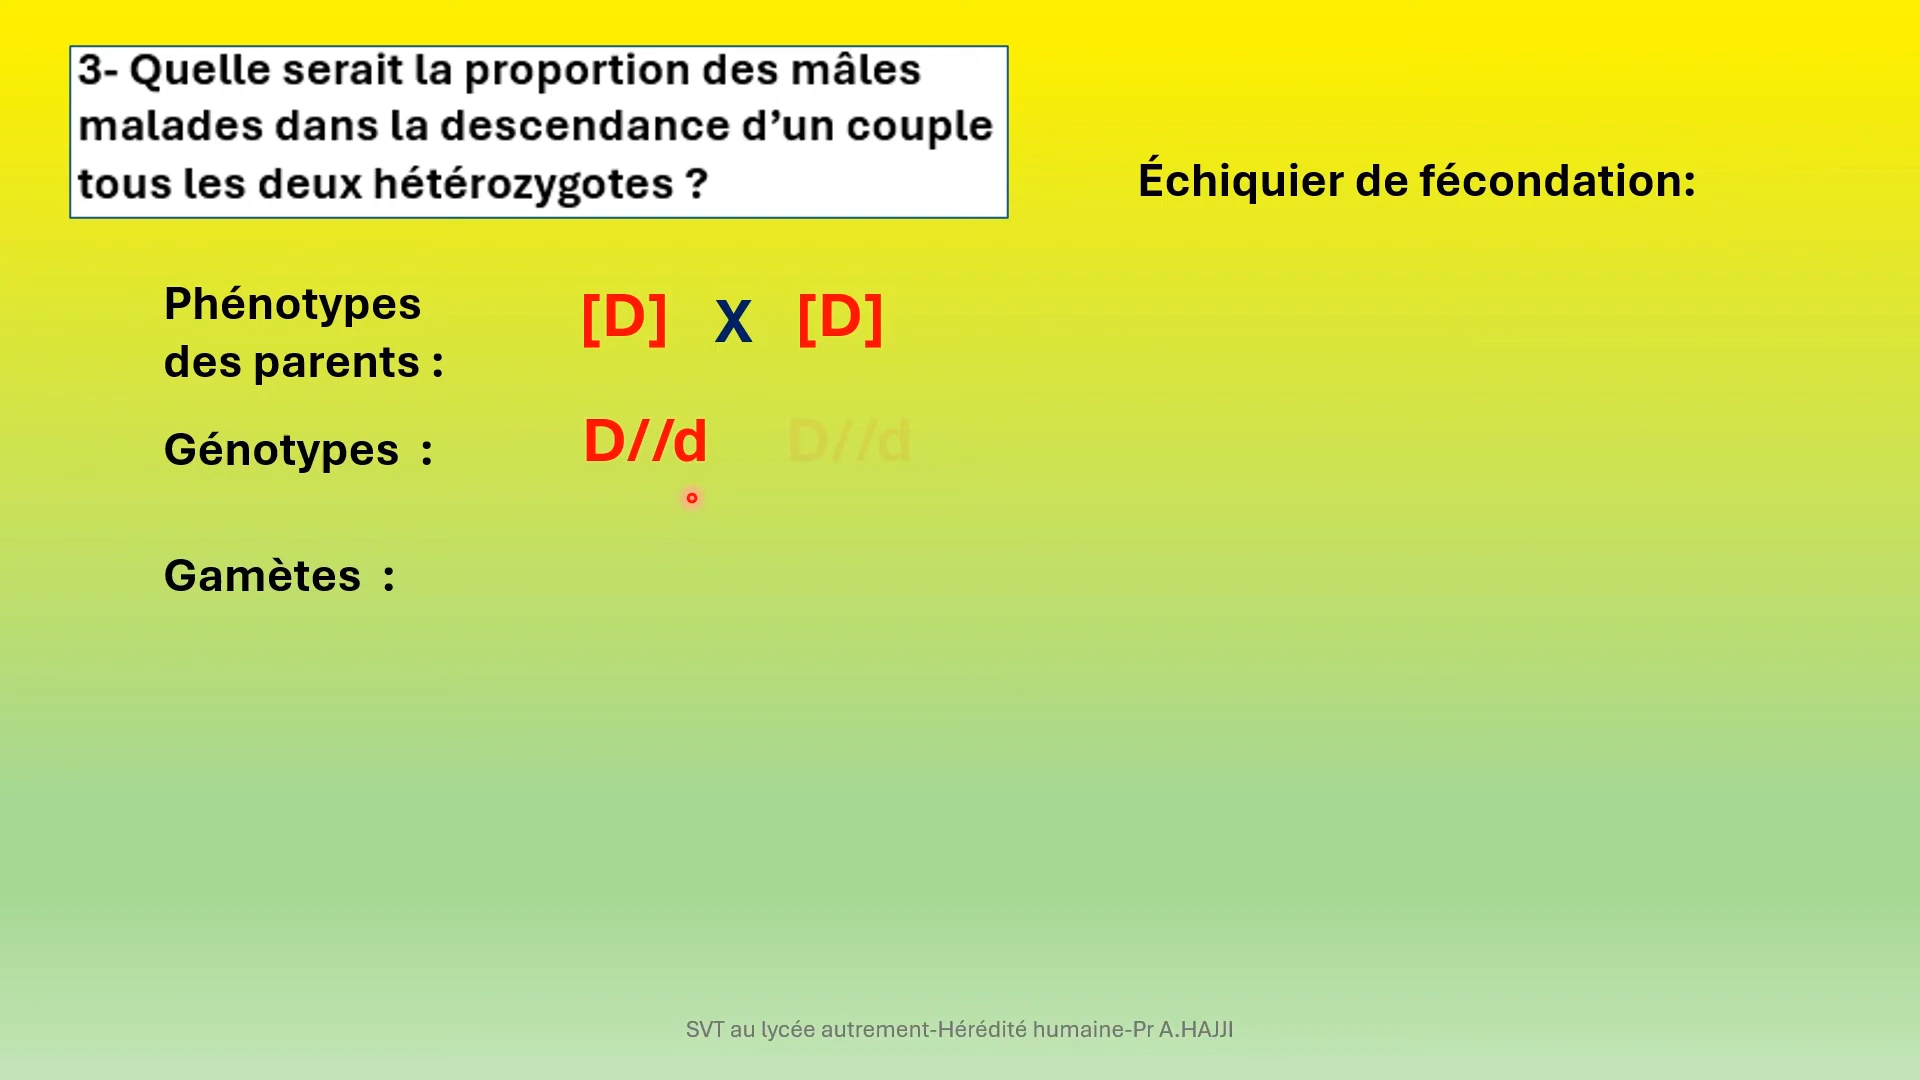 3- Quelle serait la proportion des mâles
malades dans la descendance d’un couple
tous les deux hétérozygotes ?
Échiquier de fécondation:
Phénotypes
des parents :
[D] X [D]
Génotypes :
D//d D//d
Gamètes :
SVT au lycée autrement-Hérédité humaine-Pr A.HAJJI